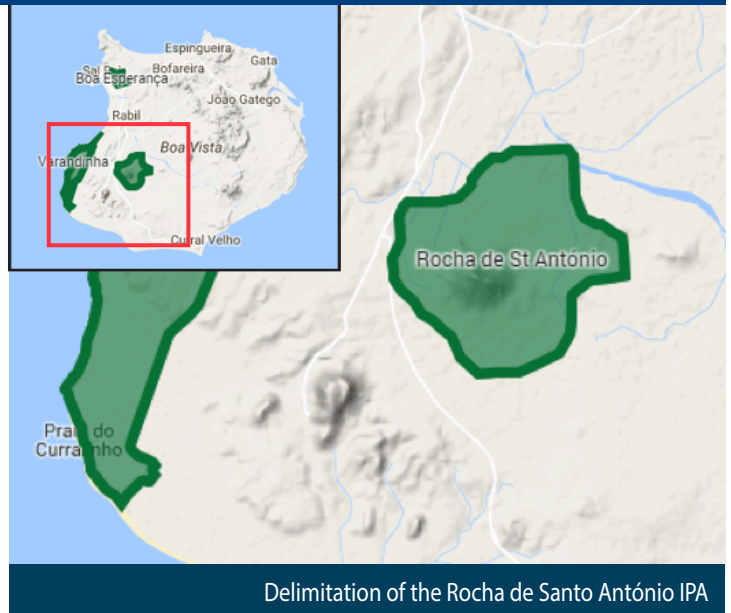 Espingueira
Gata
Sal Rei
Bofareira
Boa Esperança
João Gatego
Rabil
Boa Vista
Varandinha
Curral Velho
Rocha de St António
Praia do
Curralinho
Delimitation of the Rocha de Santo António IPA